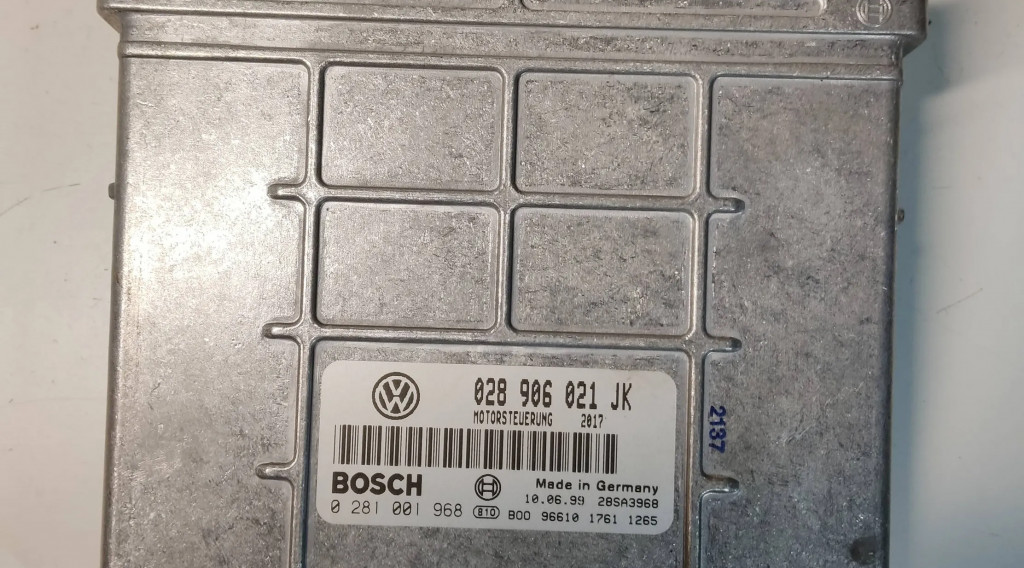 028 906 021 JK
MOTORSTEUERUNG 2017
BOSCH
Made in Germany
10.06.99 28SA3968
0 281 001 968 B10 B00 96610 1761 1265
2137